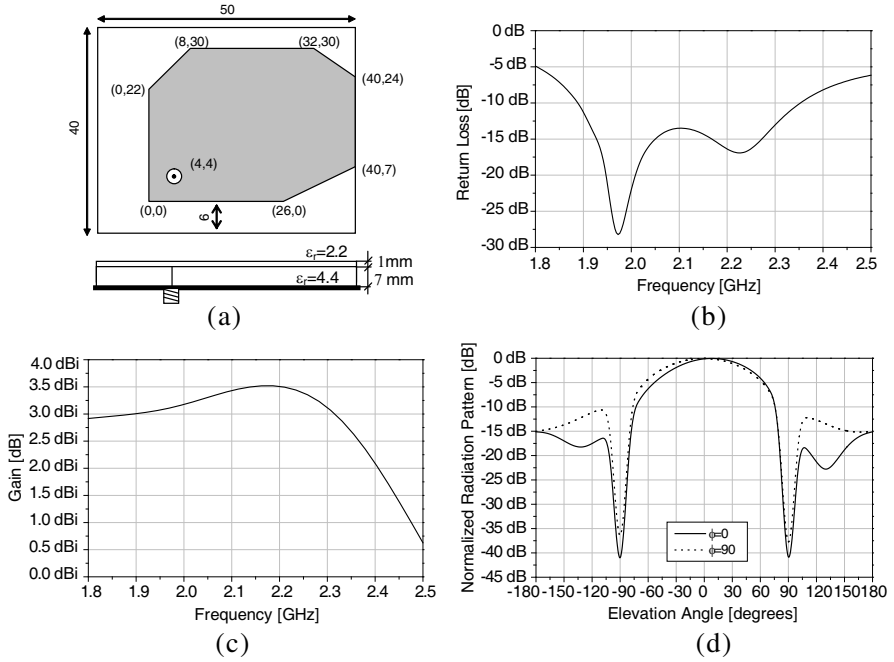 50
(8,30) (32,30)
(0,22) (40,24)
40
(4,4)
(40,7)
(0,0) 6 (26,0)
εr=2.2
1mm
εr=4.4
7 mm
(a)
0 dB
-5 dB
-10 dB
-15 dB
-20 dB
-25 dB
-30 dB
Return Loss [dB]
1.8 1.9 2.0 2.1 2.2 2.3 2.4 2.5
Frequency [GHz]
(b)
4.0 dBi
3.5 dBi
3.0 dBi
2.5 dBi
2.0 dBi
1.5 dBi
1.0 dBi
0.5 dBi
0.0 dBi
Gain [dB]
1.8 1.9 2.0 2.1 2.2 2.3 2.4 2.5
Frequency [GHz]
(c)
0 dB
-5 dB
-10 dB
-15 dB
-20 dB
-25 dB
-30 dB
-35 dB
-40 dB
-45 dB
Normalized Radiation Pattern [dB]
ϕ=0
ϕ=90
-180 -150 -120 -90 -60 -30 0 30 60 90 120 150 180
Elevation Angle [degrees]
(d)